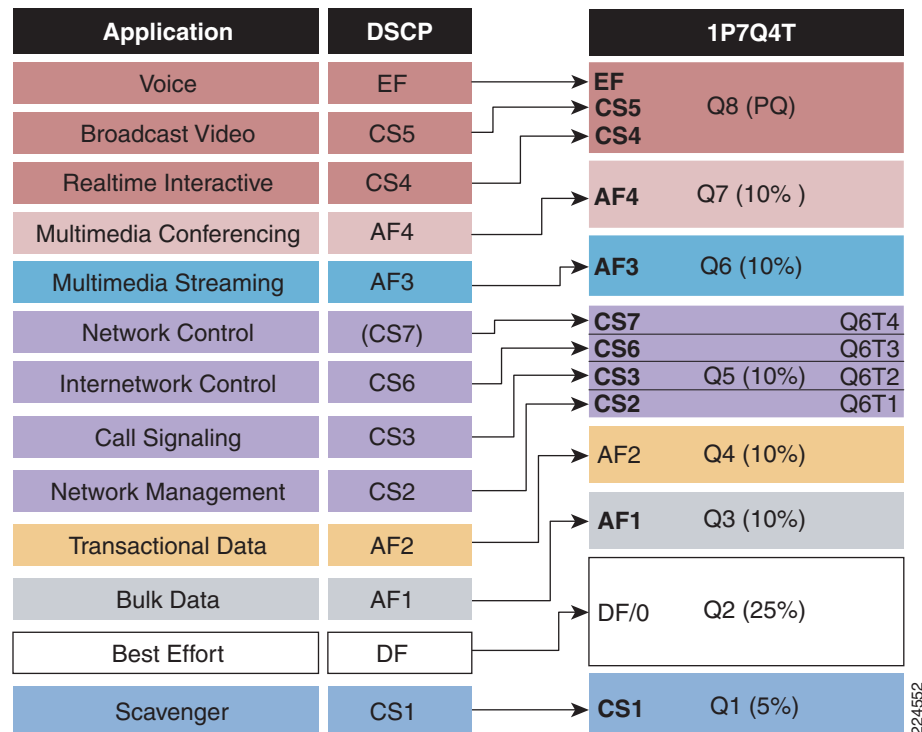 Application DSCP 1P7Q4T
Voice EF
Broadcast Video CS5
Realtime Interactive CS4
Multimedia Conferencing AF4
Multimedia Streaming AF3
Network Control (CS7)
Internetwork Control CS6
Call Signaling CS3
Network Management CS2
Transactional Data AF2
Bulk Data AF1
Best Effort DF
Scavenger CS1
EF
CS5 Q8 (PQ)
CS4
AF4 Q7 (10% )
AF3 Q6 (10%)
CS7 Q6T4
CS6 Q6T3
CS3 Q5 (10%) Q6T2
CS2 Q6T1
AF2 Q4 (10%)
AF1 Q3 (10%)
DF/0 Q2 (25%)
CS1 Q1 (5%)
224552